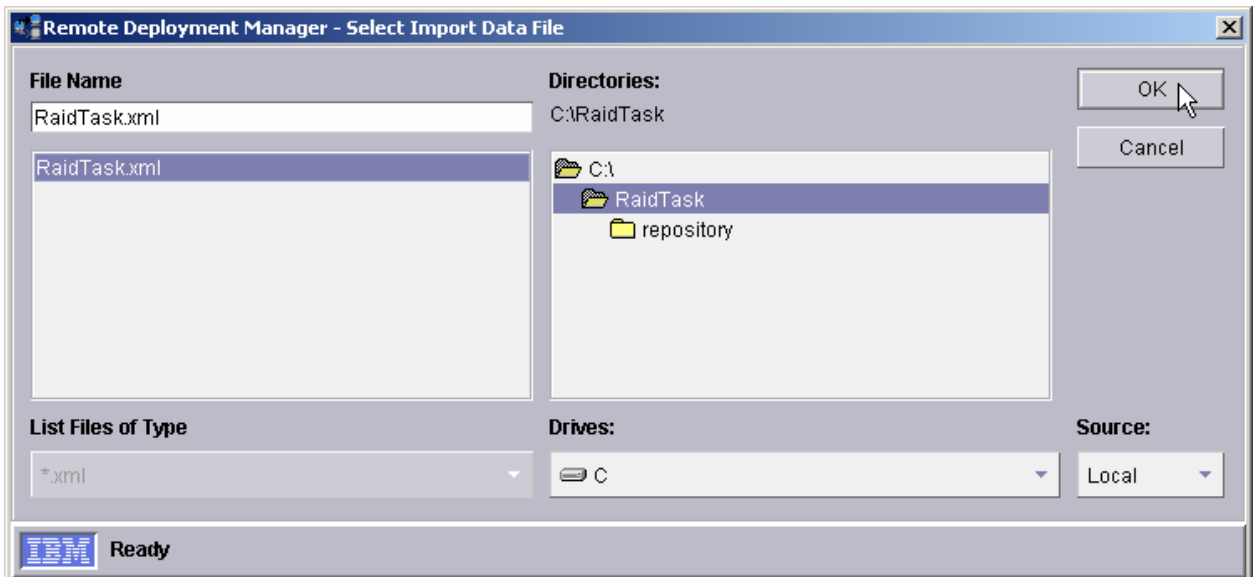 Remote Deployment Manager - Select Import Data File
File Name
Directories:
RaidTask.xml
C:\RaidTask
OK
Cancel
RaidTask.xml
C:\
RaidTask
repository
List Files of Type
Drives:
Source:
*.xml
C
Local
IBM
Ready